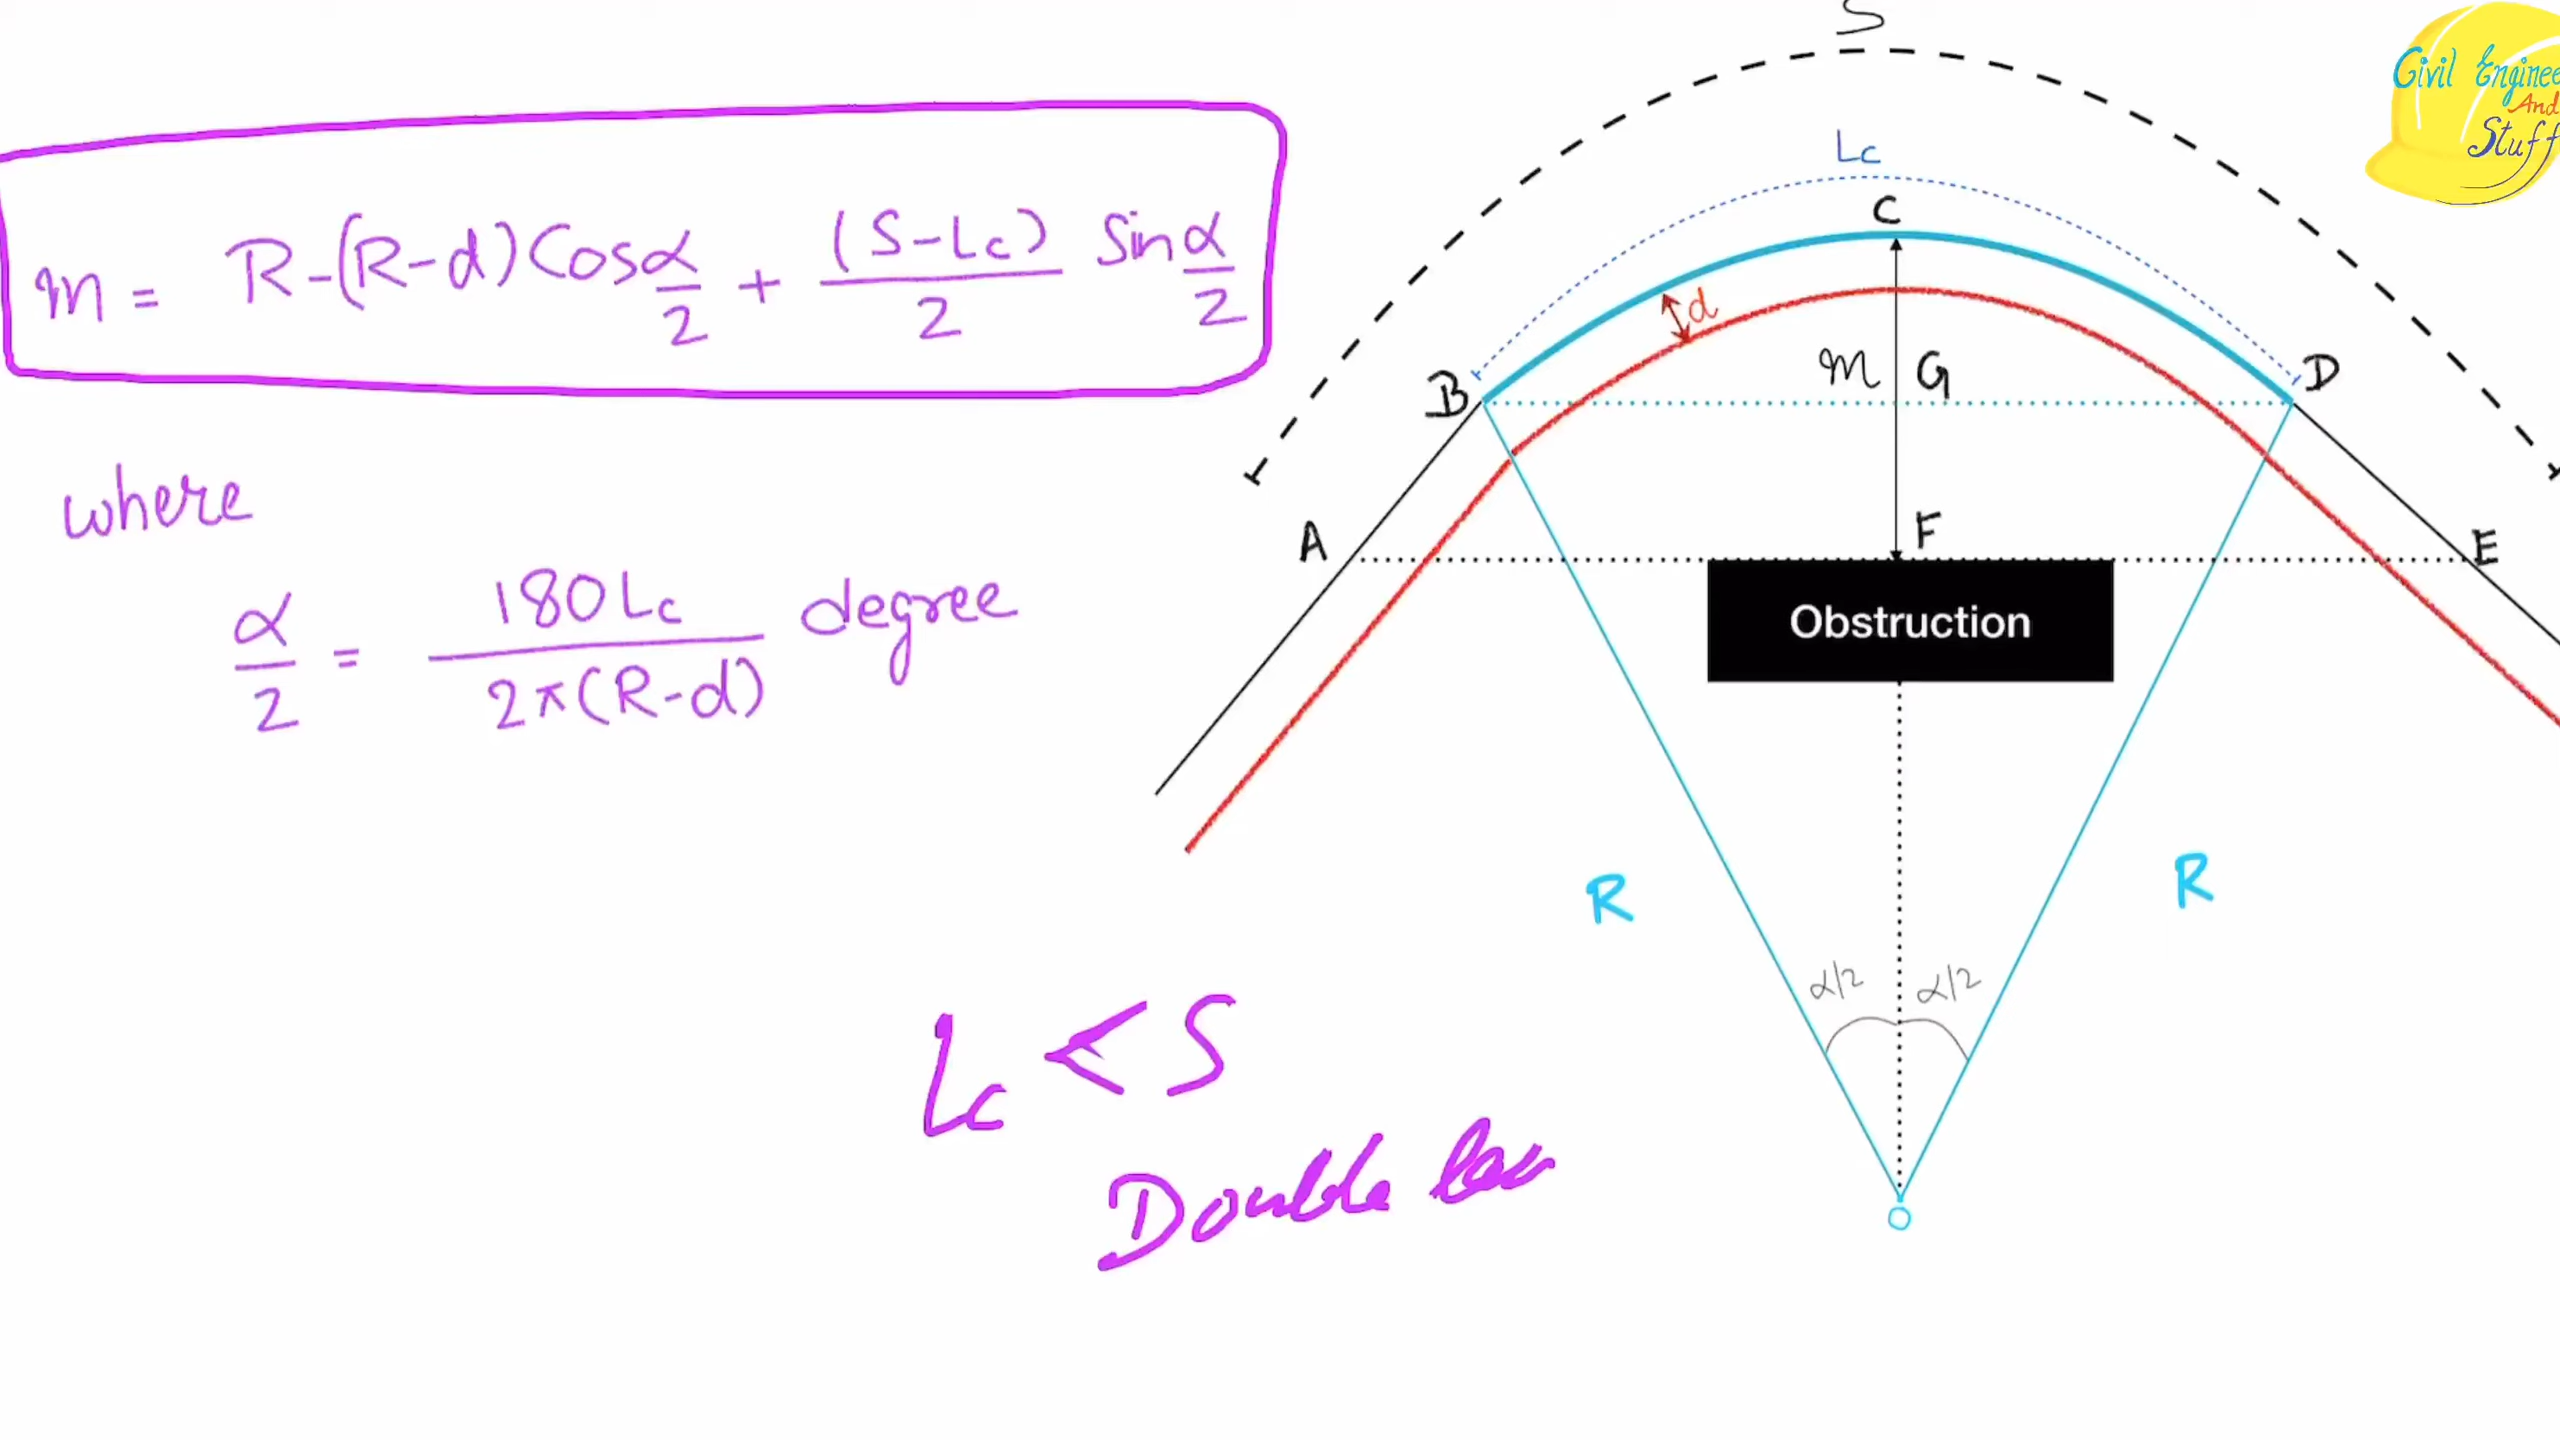 m = R-(R-d)Cos α/2 + (S-Lc)/2 Sin α/2
where
α/2 = 180Lc/2π(R-d) degree
Lc < S
Double
S
Lc
C
d
B
m
G
D
A
F
E
Obstruction
R
R
α/2
α/2
O
Civil Enginee
And
Stuff